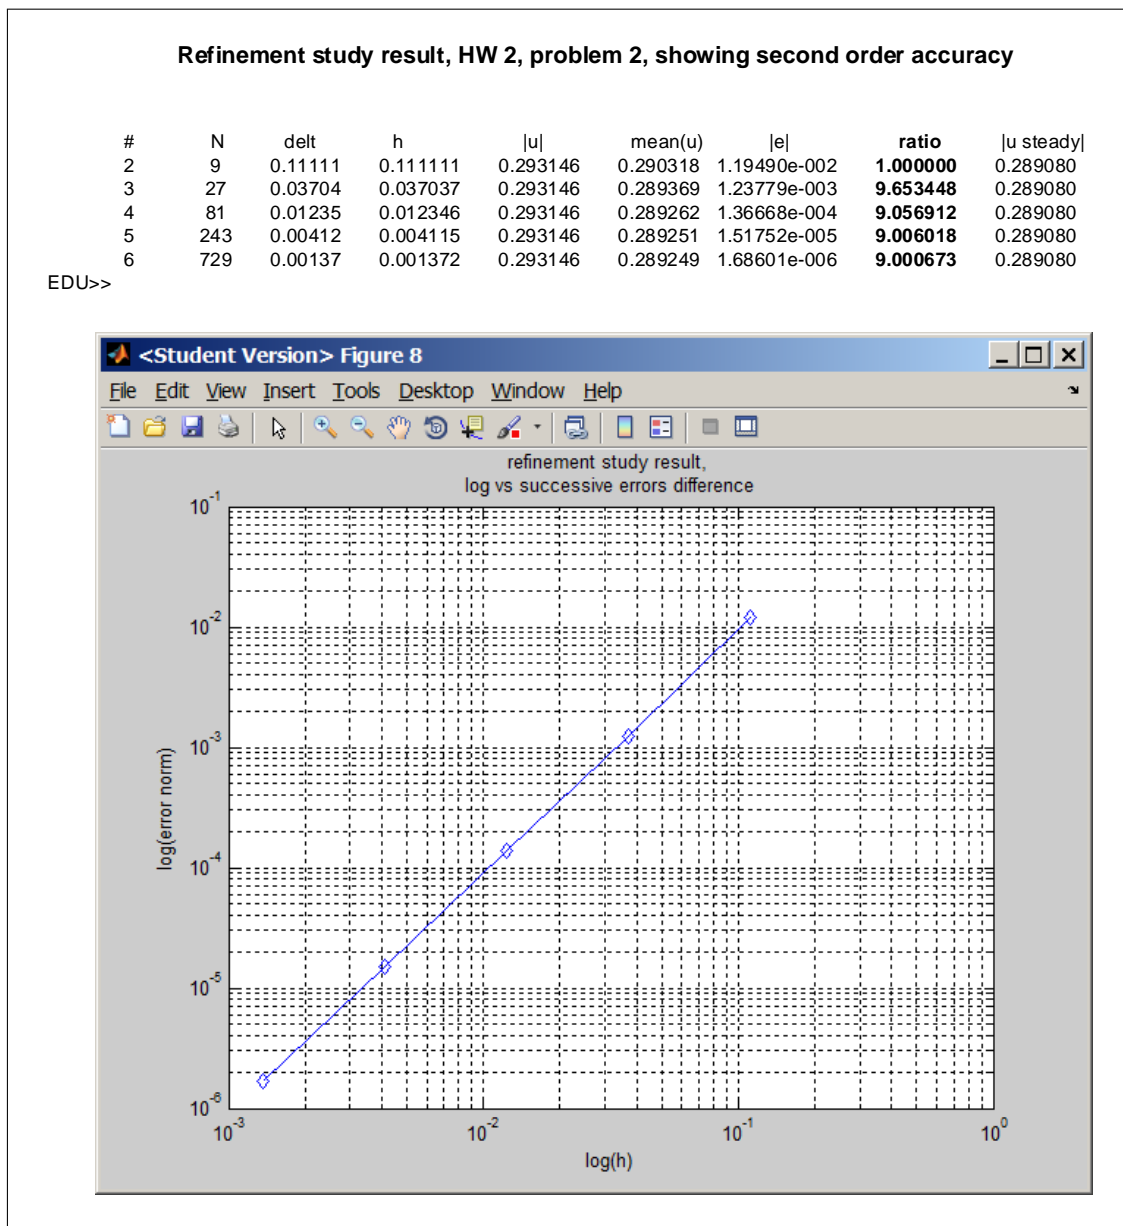 Refinement study result, HW 2, problem 2, showing second order accuracy
# N delt h |u| mean(u) |e| ratio |u steady|
2 9 0.11111 0.111111 0.293146 0.290318 1.19490e-002 1.000000 0.289080
3 27 0.03704 0.037037 0.293146 0.289369 1.23779e-003 9.653448 0.289080
4 81 0.01235 0.012346 0.293146 0.289262 1.36668e-004 9.056912 0.289080
5 243 0.00412 0.004115 0.293146 0.289251 1.51752e-005 9.006018 0.289080
6 729 0.00137 0.001372 0.293146 0.289249 1.68601e-006 9.000673 0.289080
EDU>>
<Student Version> Figure 8
File Edit View Insert Tools Desktop Window Help
refinement study result,
log vs successive errors difference
10^-1
10^-2
10^-3
10^-4
10^-5
10^-6
log(error norm)
10^-3 10^-2 10^-1 10^0
log(h)